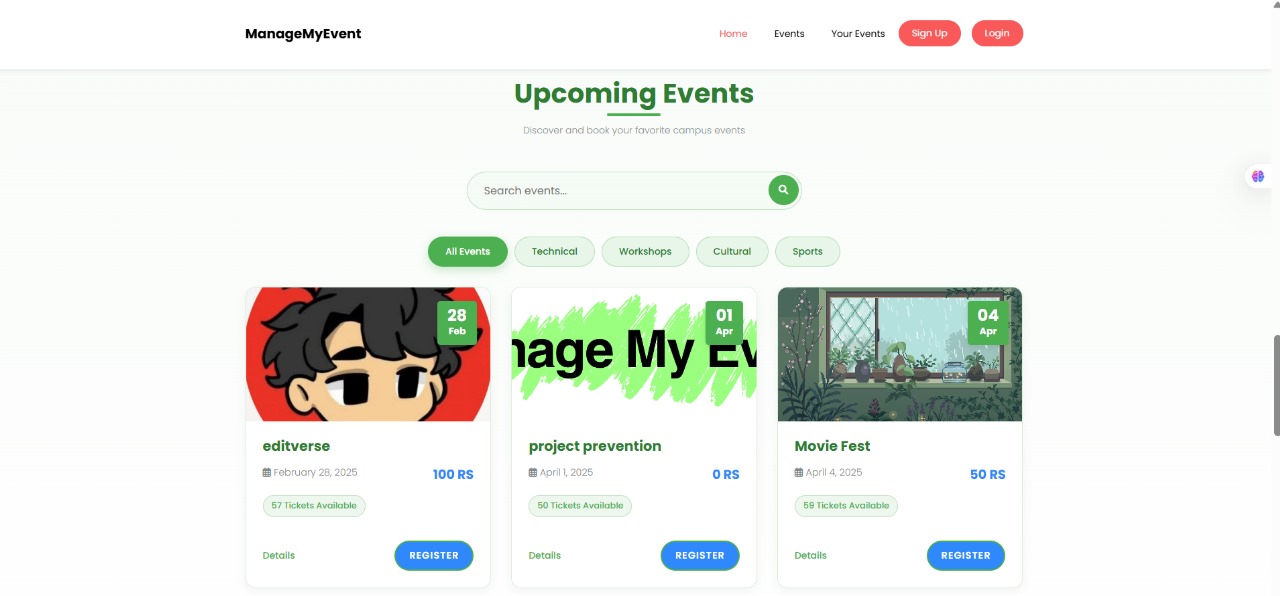 ManageMyEvent
Home Events Your Events Sign Up Login
Upcoming Events
Discover and book your favorite campus events
Search events...
All Events Technical Workshops Cultural Sports
28
Feb
nage My Ev
01
Apr
04
Apr
editverse
February 28, 2025 100 RS
57 Tickets Available
Details REGISTER
project prevention
April 1, 2025 0 RS
50 Tickets Available
Details REGISTER
Movie Fest
April 4, 2025 50 RS
59 Tickets Available
Details REGISTER